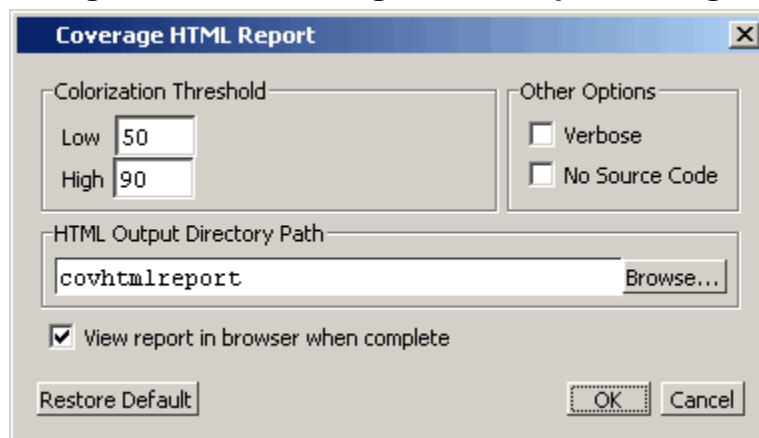 Coverage HTML Report
Colorization Threshold
Low 50
High 90
Other Options
Verbose
No Source Code
HTML Output Directory Path
covhtmlreport Browse...
View report in browser when complete
Restore Default OK Cancel